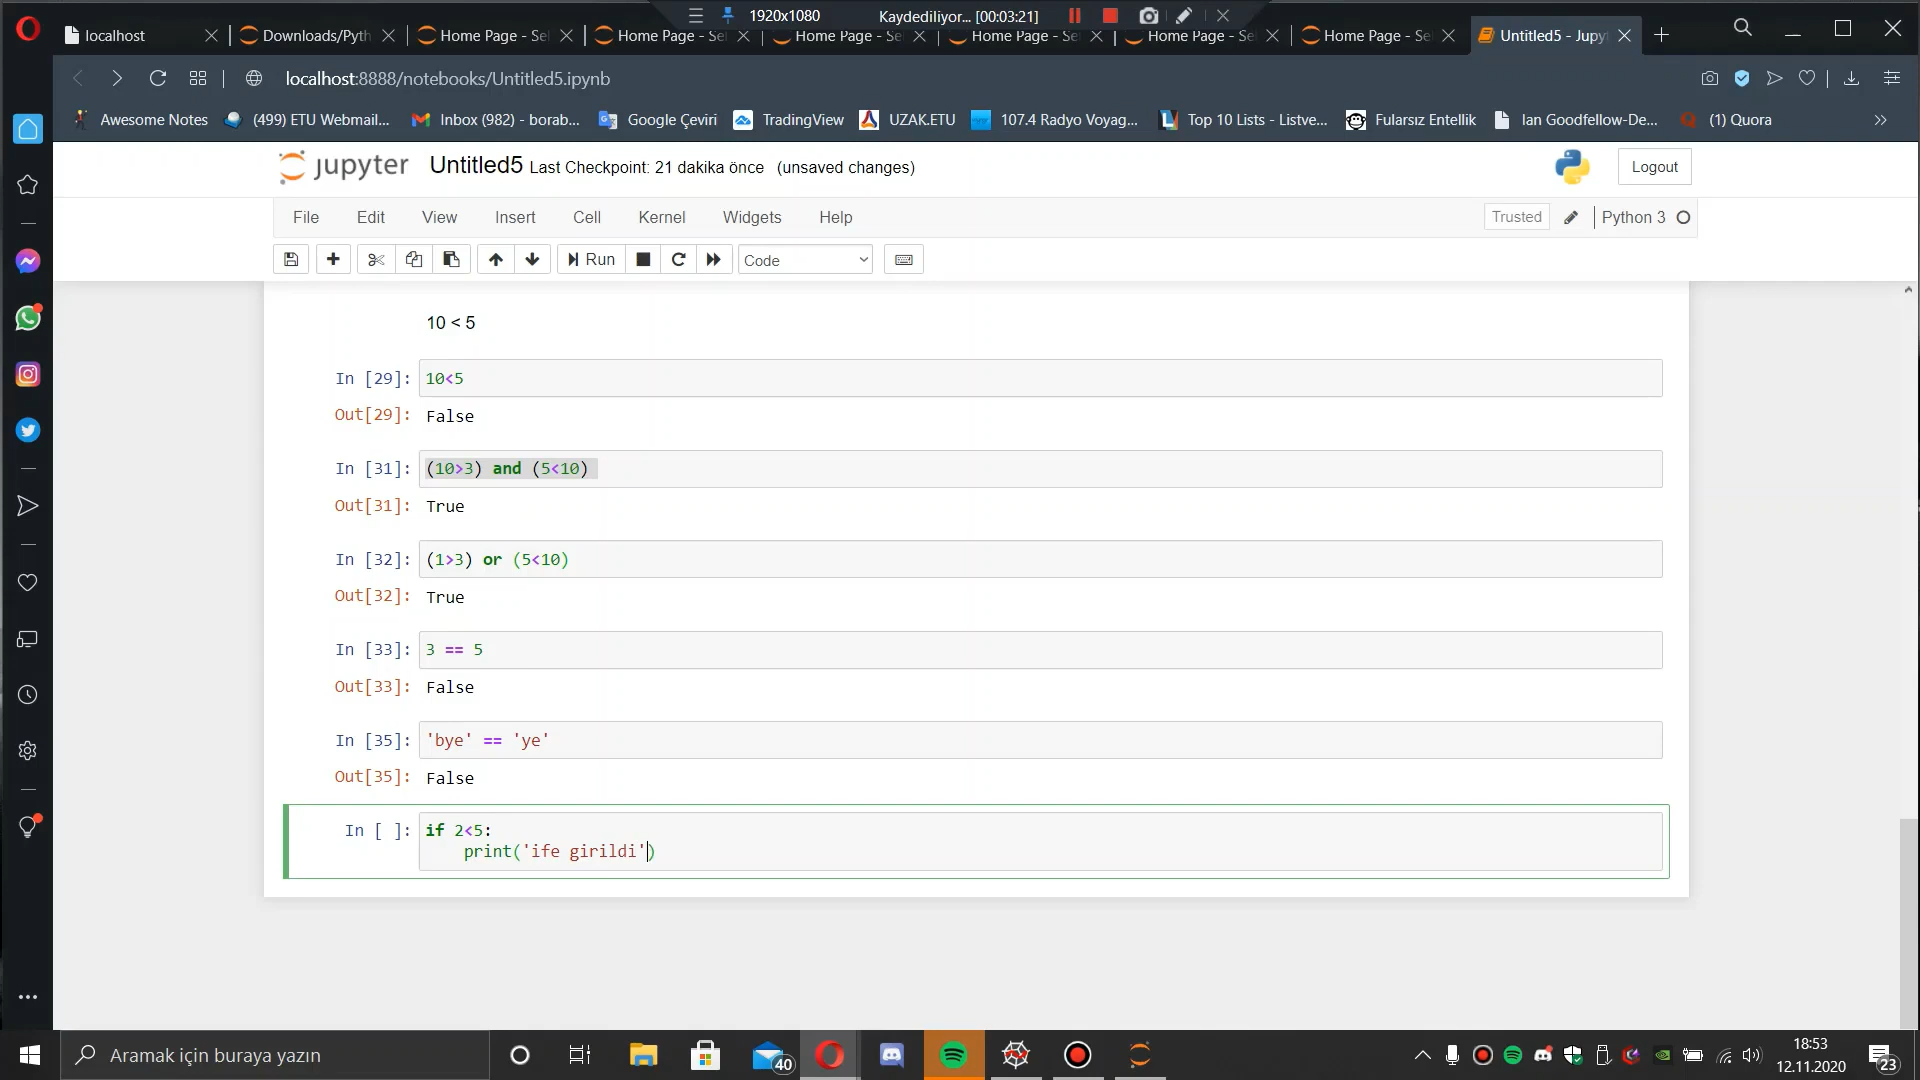 1920x1080
Kaydediliyor... [00:03:21]
localhost
Downloads/Pyth
Home Page - Sel
Home Page - Sel
Home Page - Sel
Home Page - Sel
Home Page - Sel
Home Page - Sel
Untitled5 - Jupyt
localhost:8888/notebooks/Untitled5.ipynb
Awesome Notes
(499) ETU Webmail...
Inbox (982) - borab...
Google Çeviri
TradingView
UZAK.ETU
107.4 Radyo Voyag...
Top 10 Lists - Listve...
Fularsız Entellik
Ian Goodfellow-De...
(1) Quora
jupyter
Untitled5 Last Checkpoint: 21 dakika önce (unsaved changes)
Logout
File
Edit
View
Insert
Cell
Kernel
Widgets
Help
Trusted
Python 3
Run
Code
10 < 5
In [29]: 10<5
Out[29]: False
In [31]: (10>3) and (5<10)
Out[31]: True
In [32]: (1>3) or (5<10)
Out[32]: True
In [33]: 3 == 5
Out[33]: False
In [35]: 'bye' == 'ye'
Out[35]: False
In [ ]: if 2<5:
print('ife girildi')
Aramak için buraya yazın
40
18:53
12.11.2020
23